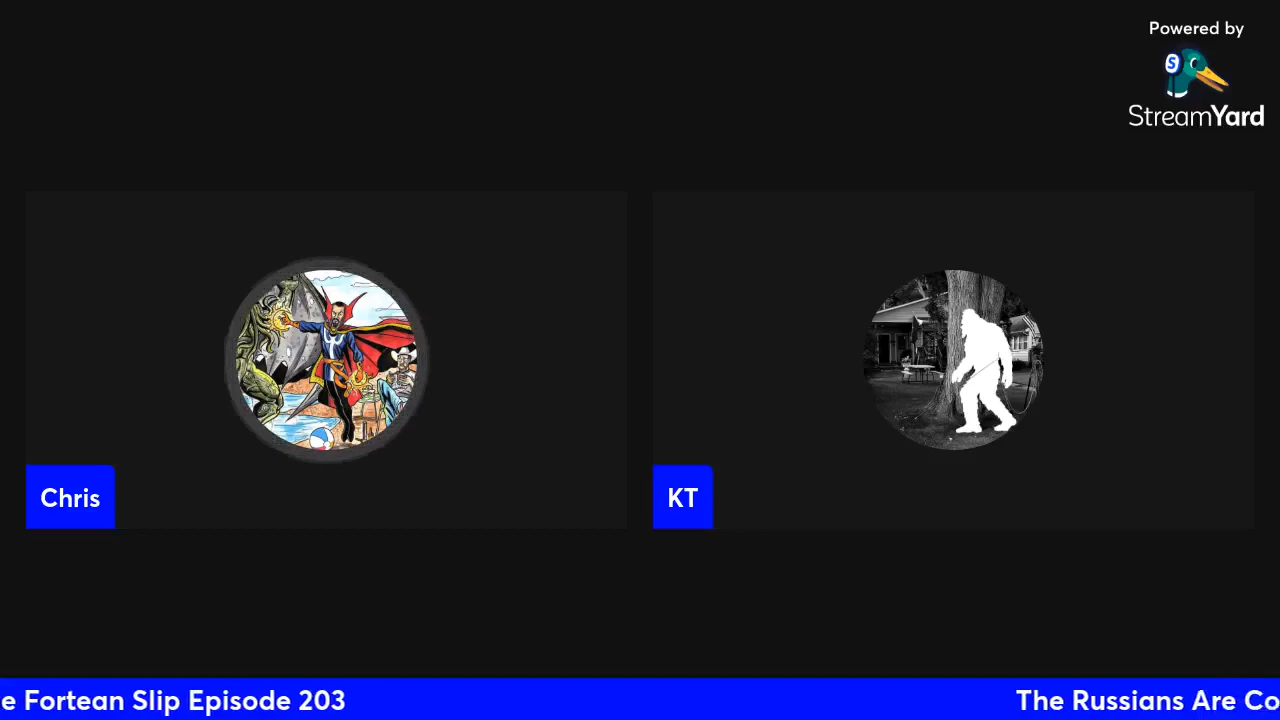 Powered by
S
StreamYard
Chris
KT
e Fortean Slip Episode 203
The Russians Are Co